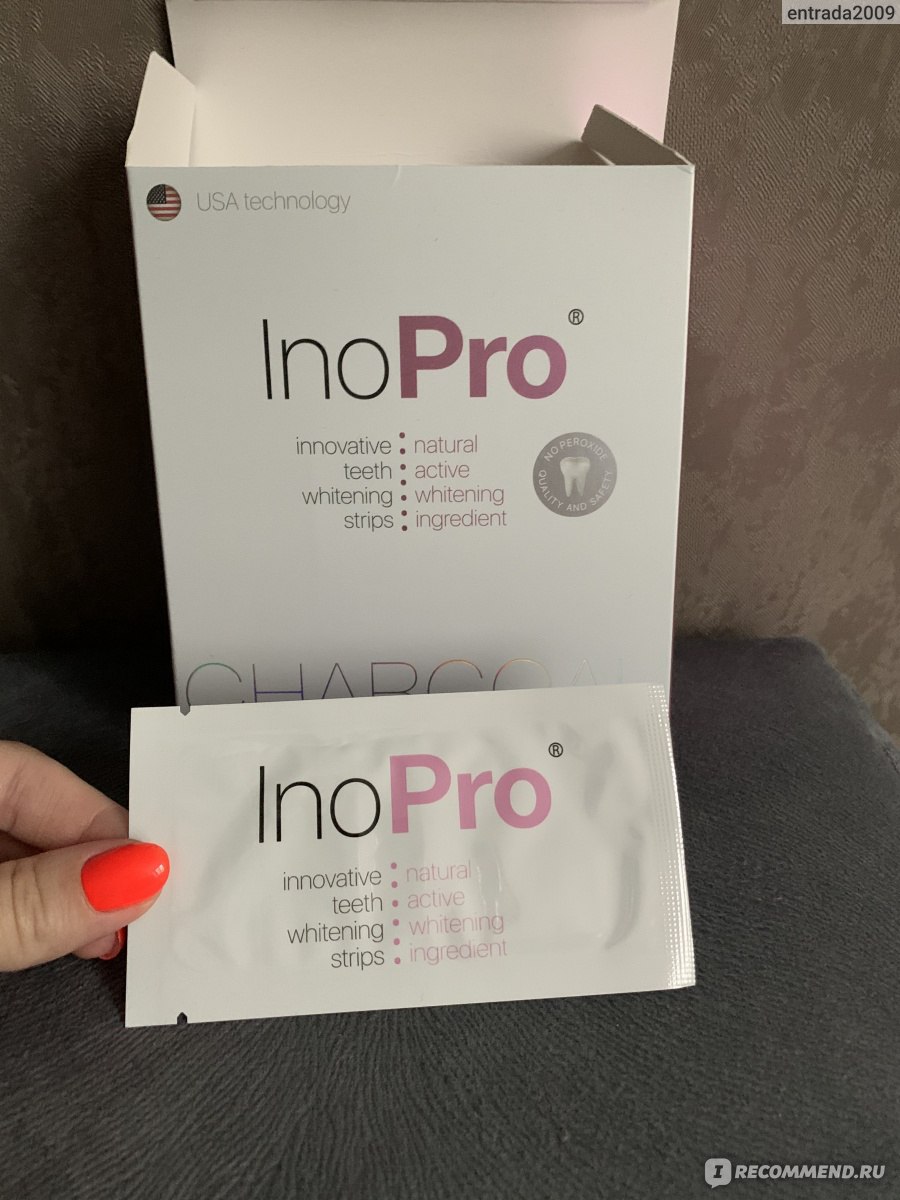 entrada2009
USA technology
InoPro®
innovative : natural
teeth : active
whitening : whitening
strips : ingredient
NO PEROXIDE
QUALITY AND SAFETY
CHARCOAL
InoPro®
innovative : natural
teeth : active
whitening : whitening
strips : ingredient
I RECOMMEND.RU